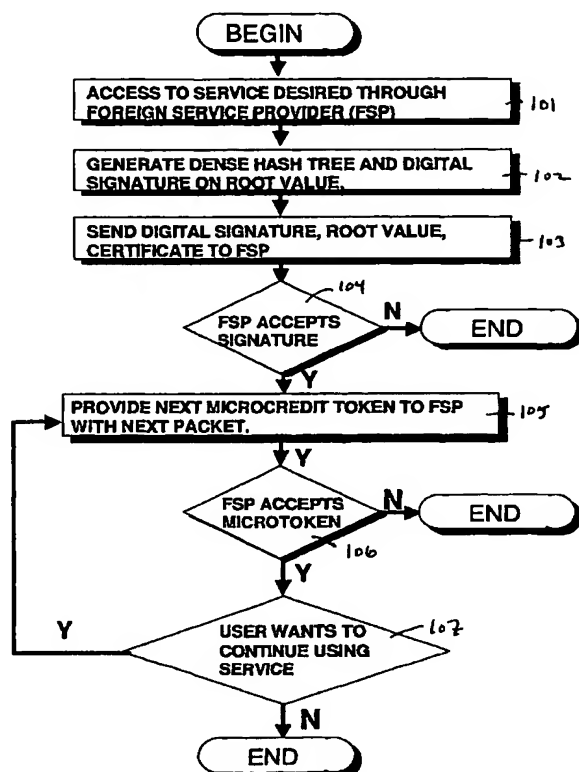 BEGIN
ACCESS TO SERVICE DESIRED THROUGH
FOREIGN SERVICE PROVIDER (FSP)
101
GENERATE DENSE HASH TREE AND DIGITAL
SIGNATURE ON ROOT VALUE.
102
SEND DIGITAL SIGNATURE, ROOT VALUE,
CERTIFICATE TO FSP
103
104
FSP ACCEPTS
SIGNATURE
N
END
Y
PROVIDE NEXT MICROCREDIT TOKEN TO FSP
WITH NEXT PACKET.
105
Y
FSP ACCEPTS
MICROTOKEN
N
END
106
Y
USER WANTS TO
CONTINUE USING
SERVICE
107
Y
N
END